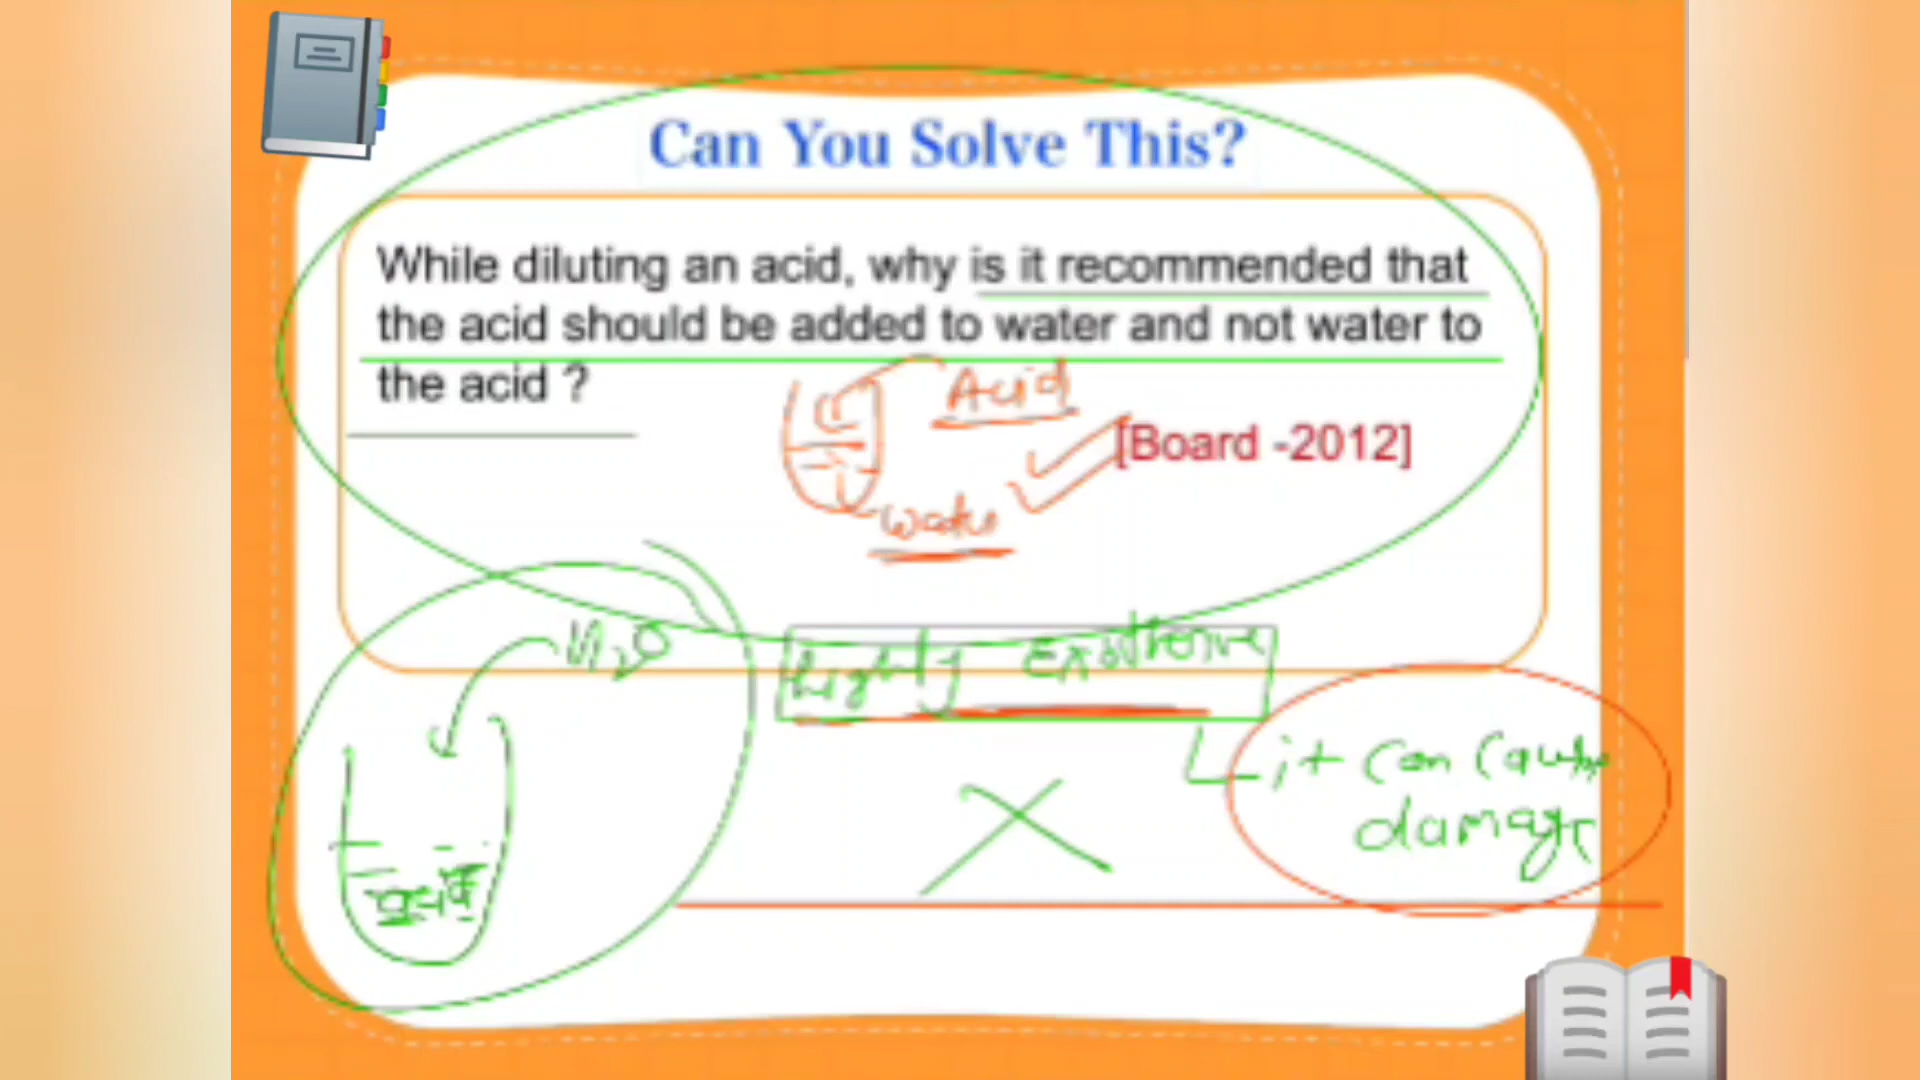 Can You Solve This?
While diluting an acid, why is it recommended that
the acid should be added to water and not water to
the acid ?
Acid
[Board -2012]
water
H2O
highly
it can cause
damage
acid